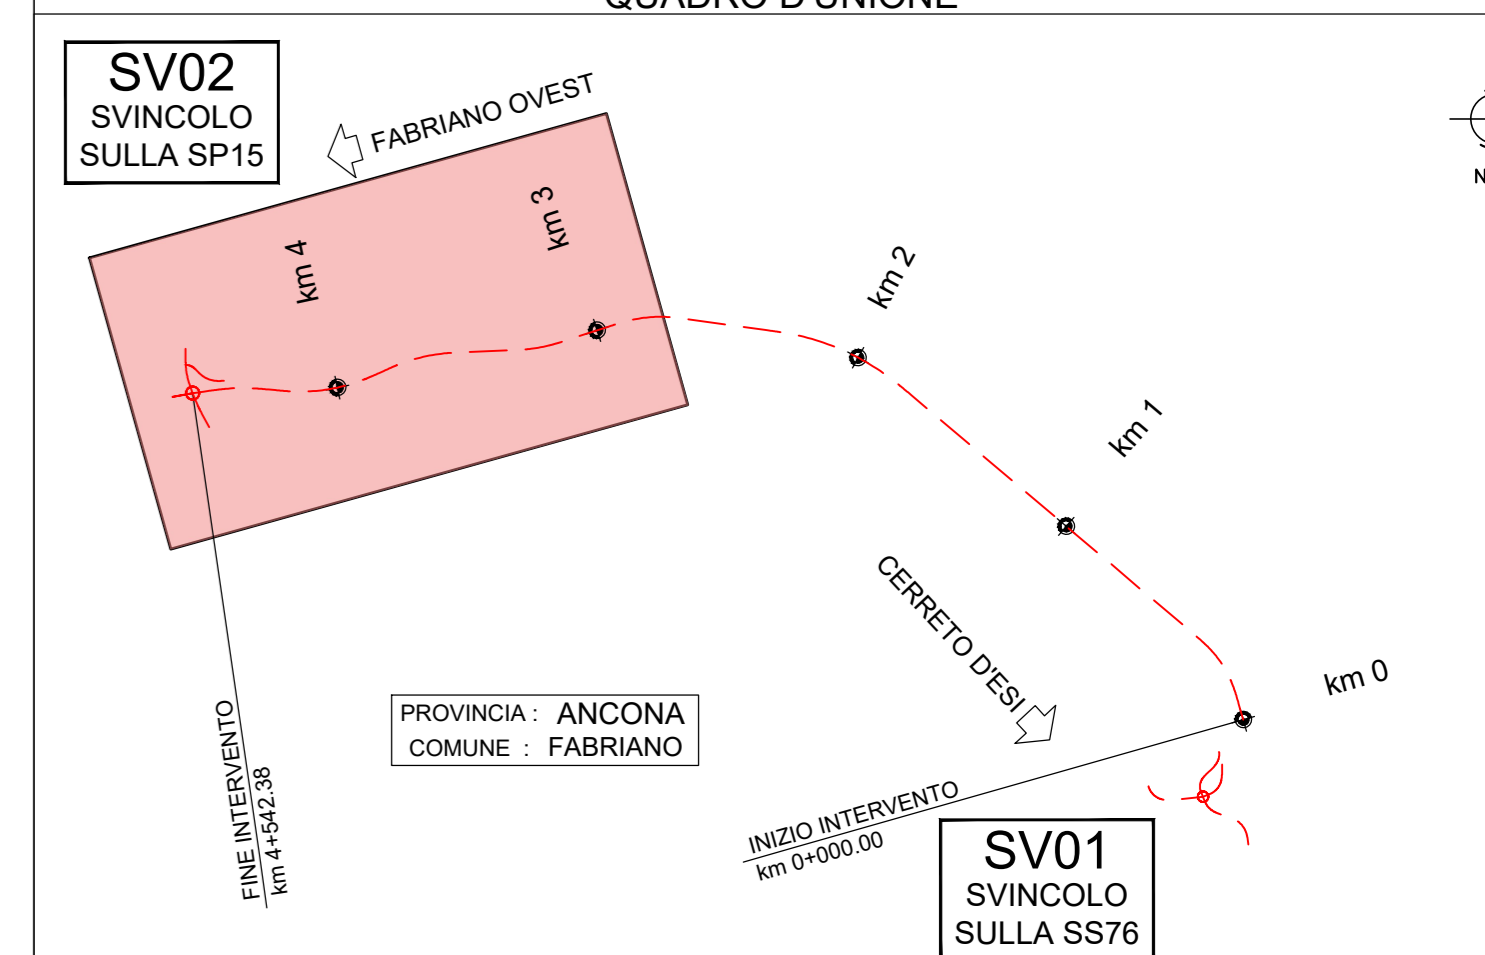 QUADRO D'UNIONE
SV02
SVINCOLO
SULLA SP15
FABRIANO OVEST
N
km 4
km 3
km 2
km 1
km 0
CERRETO D'ESI
PROVINCIA : ANCONA
COMUNE : FABRIANO
FINE INTERVENTO
km 4+542.38
INIZIO INTERVENTO
km 0+000.00
SV01
SVINCOLO
SULLA SS76